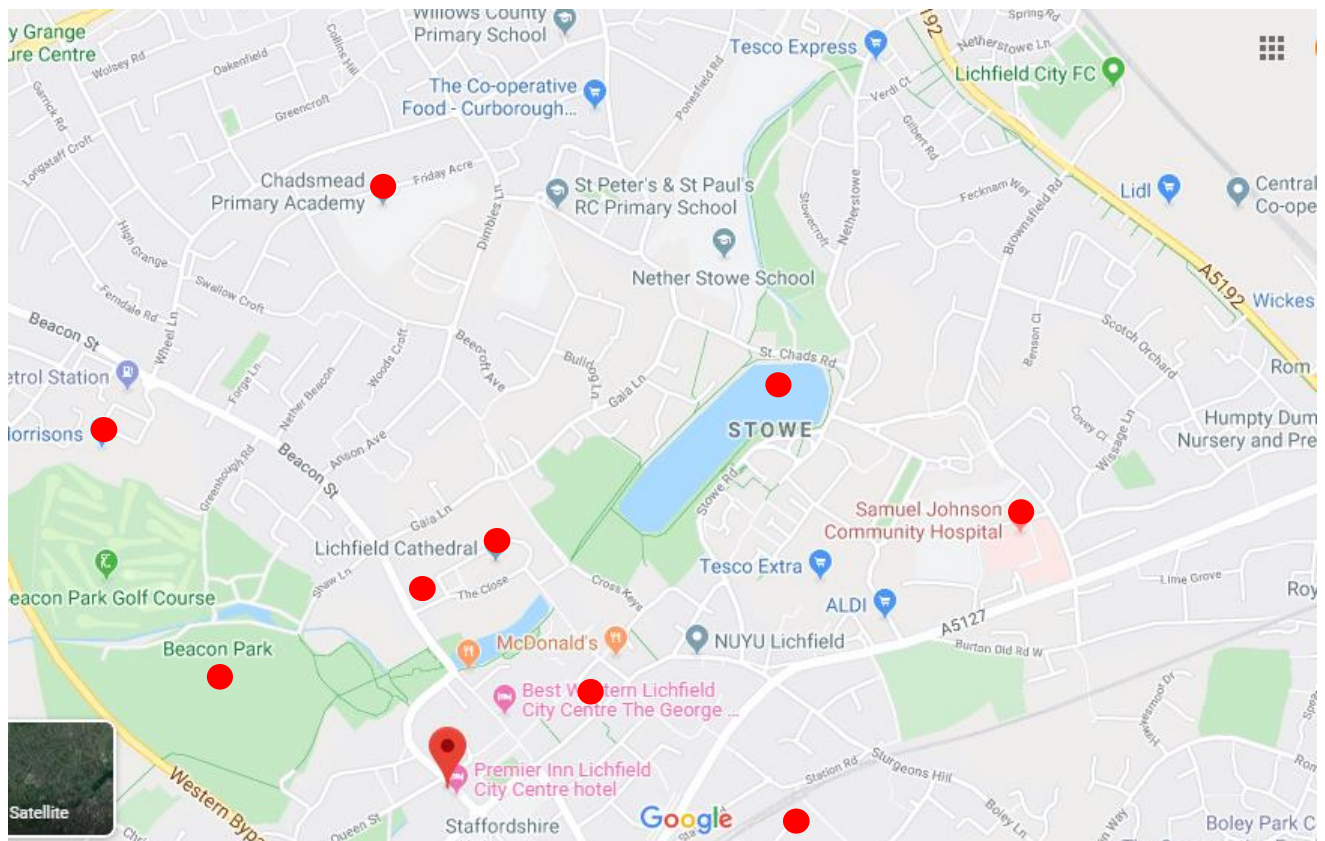 Willows County
Primary School
Spring Rd
y Grange
ure Centre
Wolsey Rd
Oakenfield
Collins Hill
Tesco Express
192
Netherstowe Ln
Lichfield City FC
The Co-operative
Food - Curborough...
Ponesfield Rd
Verdi Ct
Garrick Rd
Greencroft
Gilbert Rd
Longstaff Croft
Friday Acre
Chadsmead
Primary Academy
St Peter's & St Paul's
RC Primary School
Stowecroft
Netherstowe
Fecknam Way
Brownsfield Rd
Lidl
Central
Co-ope
Dimbles Ln
High Grange
Nether Stowe School
Swallow Croft
A5192
Wickes
Ferndale Rd
Beacon St
Wheel Ln
Woods Croft
Beecroft Ave
Bulldog Ln
St. Chads Rd
Benson Cl
Scotch Orchard
Rom
etrol Station
Forge Ln
Nether Beacon
Gaia Ln
STOWE
Covey Cl
Wissage Ln
Humpty Dum
Nursery and Pre
orrisons
Anson Ave
Greenhough Rd
Beacon St
Stowe Rd
Samuel Johnson
Community Hospital
Gaia Ln
Lichfield Cathedral
Tesco Extra
Shaw Ln
The Close
Cross Keys
Lime Grove
Roy
Beacon Park Golf Course
ALDI
A5127
Beacon Park
McDonald's
NUYU Lichfield
Burton Old Rd W
Best Western Lichfield
City Centre The George ...
Premier Inn Lichfield
City Centre hotel
Station Rd
Sturgeons Hill
Western Bypa
Satellite
Queen St
Staffordshire
Google
Sta
Boley Ln
Boley Park C